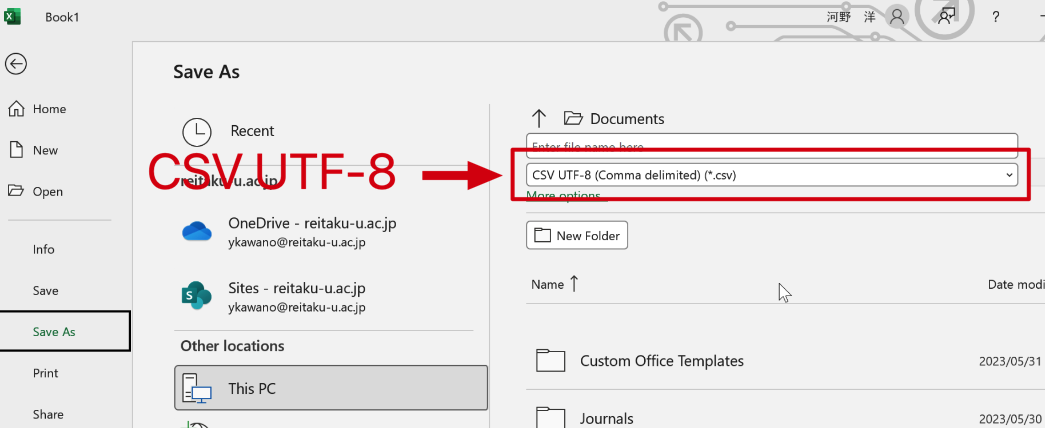 Book1
河野 洋
?
Save As
Home
New
Open
Info
Save
Save As
Print
Share
Recent
CSV UTF-8
reitaku-u.ac.jp
OneDrive - reitaku-u.ac.jp
ykawano@reitaku-u.ac.jp
Sites - reitaku-u.ac.jp
ykawano@reitaku-u.ac.jp
Other locations
This PC
Documents
Enter file name here
CSV UTF-8 (Comma delimited) (*.csv)
More options...
New Folder
Name
Date modi
Custom Office Templates
2023/05/31
Journals
2023/05/30